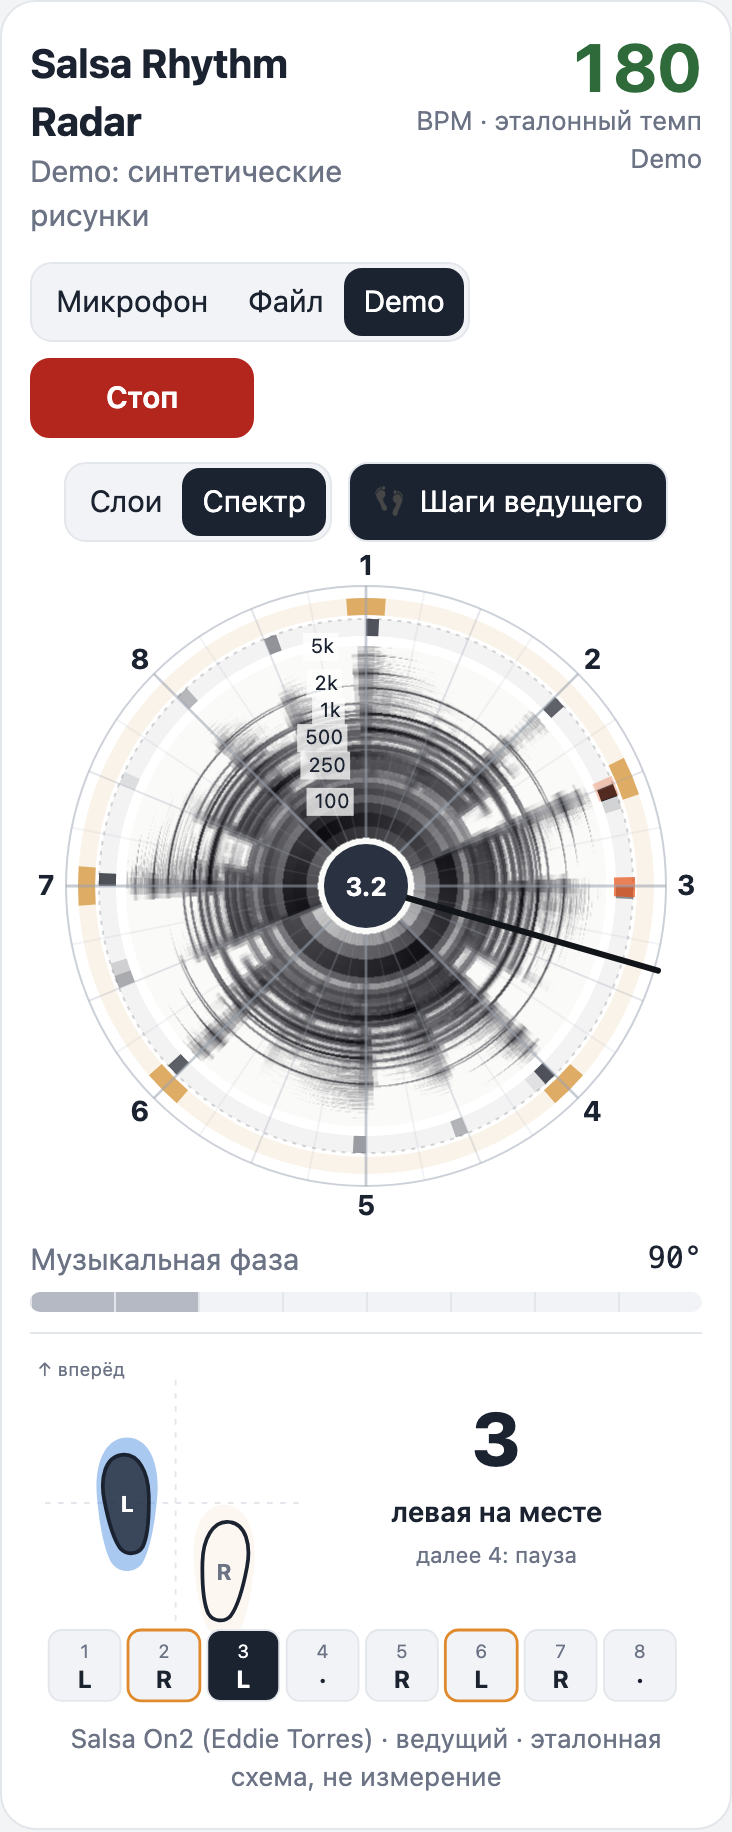 Salsa Rhythm
Radar
180
BPM · эталонный темп
Demo
Demo: синтетические
рисунки
Микрофон
Файл
Demo
Стоп
Слои
Спектр
👣 Шаги ведущего
1
2
3
4
5
6
7
8
5k
2k
1k
500
250
100
3.2
Музыкальная фаза
90°
↑ вперёд
L
R
3
левая на месте
далее 4: пауза
1
L
2
R
3
L
4
·
5
R
6
L
7
R
8
·
Salsa On2 (Eddie Torres) · ведущий · эталонная
схема, не измерение